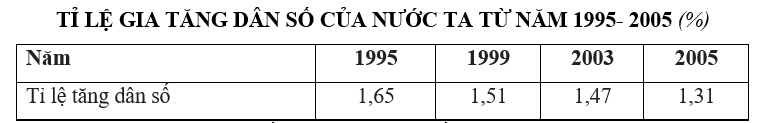 TỈ LỆ GIA TĂNG DÂN SỐ CỦA NƯỚC TA TỪ NĂM 1995- 2005 (%)
Năm 1995 1999 2003 2005
Tỉ lệ tăng dân số 1,65 1,51 1,47 1,31